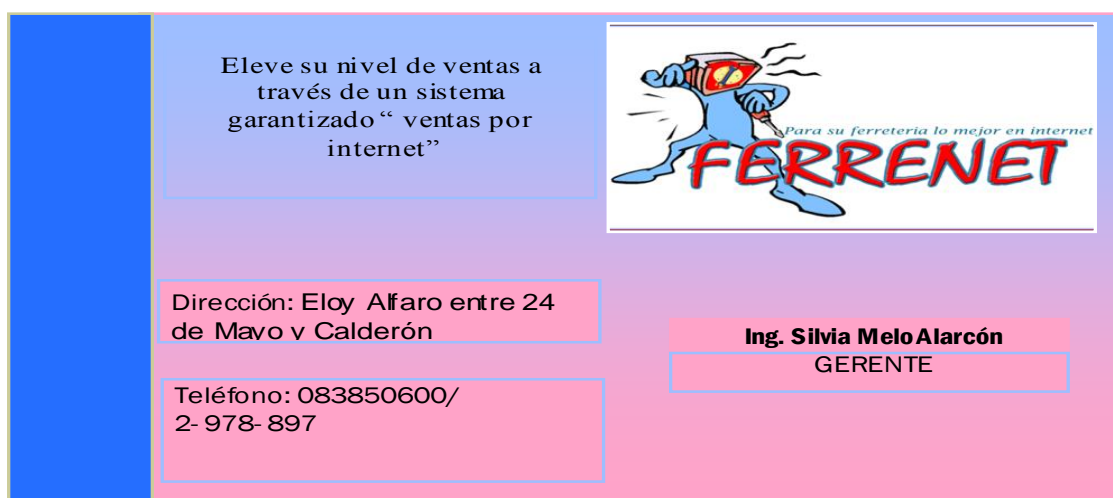 Eleve su nivel de ventas a
través de un sistema
garantizado “ ventas por
internet”
Para su ferreteria lo mejor en internet
FERRENET
Dirección: Eloy Alfaro entre 24
de Mayo y Calderón
Teléfono: 083850600/
2- 978- 897
Ing. Silvia Melo Alarcón
GERENTE